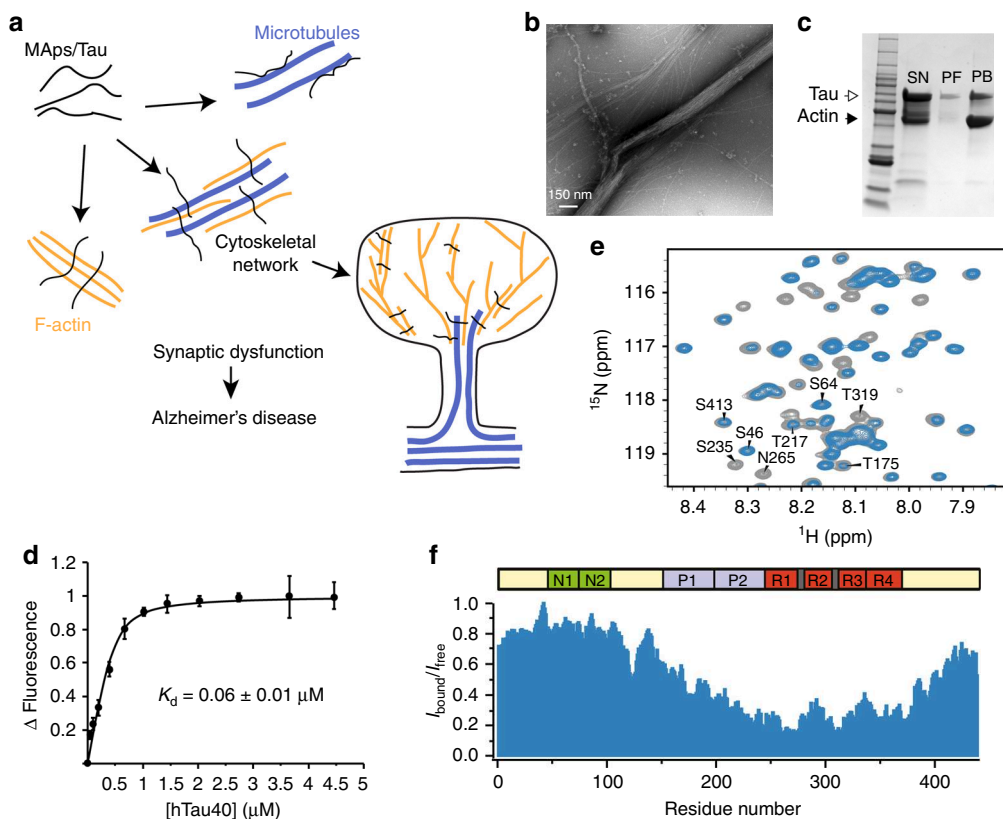 a
MAps/Tau
Microtubules
Cytoskeletal
network
F-actin
Synaptic dysfunction
Alzheimer's disease
b
150 nm
c
SN PF PB
Tau
Actin
d
Δ Fluorescence
1.2
1
0.8
0.6
0.4
0.2
Kd = 0.06 ± 0.01 μM
0.5 1 1.5 2 2.5 3 3.5 4 4.5 5
[hTau40] (μM)
e
15N (ppm)
116
117
118
119
S413
S64
T319
S46
T217
S235
N265
T175
8.4 8.3 8.2 8.1 8.0 7.9
1H (ppm)
f
N1 N2 P1 P2 R1 R2 R3 R4
Ibound/Ifree
1.0
0.8
0.6
0.4
0.2
0.0
0 100 200 300 400
Residue number